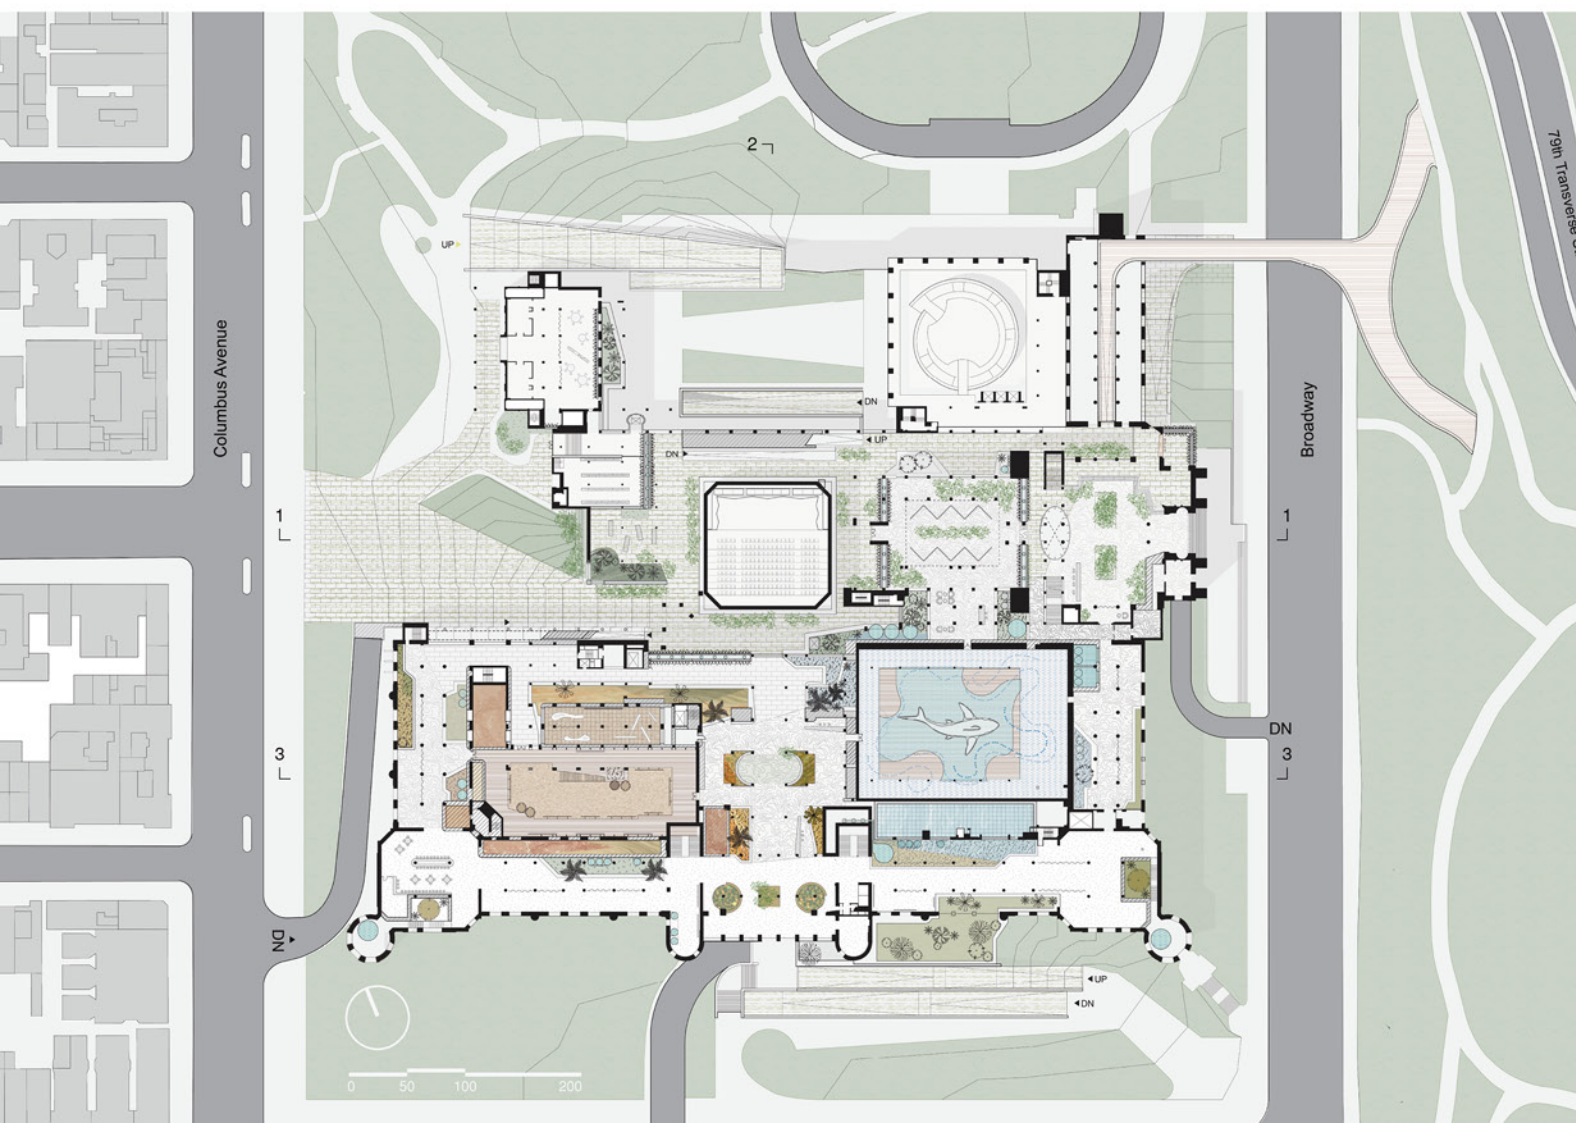 2
79th Transverse
UP
Columbus Avenue
Broadway
DN
UP
DN
1
1
DN
3
3
DN
UP
DN
0 50 100 200